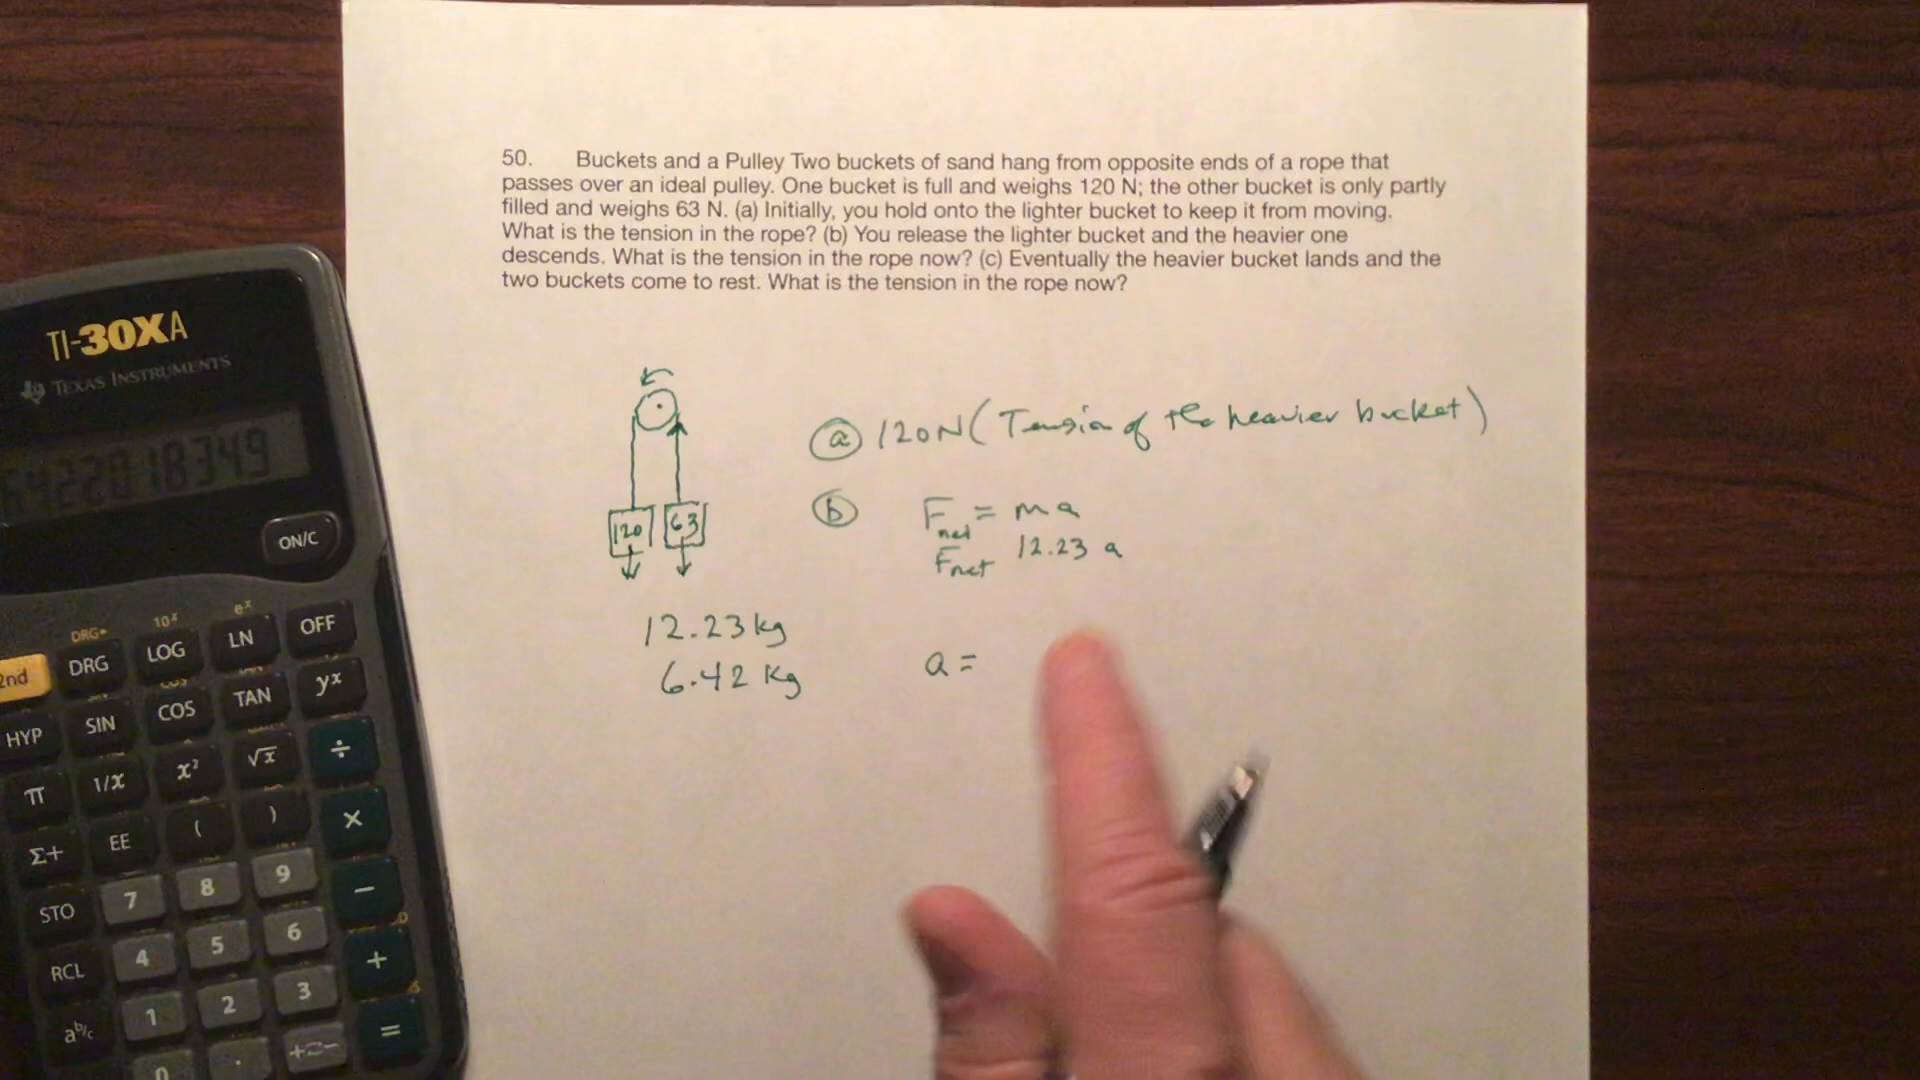 50. Buckets and a Pulley Two buckets of sand hang from opposite ends of a rope that
passes over an ideal pulley. One bucket is full and weighs 120 N; the other bucket is only partly
filled and weighs 63 N. (a) Initially, you hold onto the lighter bucket to keep it from moving.
What is the tension in the rope? (b) You release the lighter bucket and the heavier one
descends. What is the tension in the rope now? (c) Eventually the heavier bucket lands and the
two buckets come to rest. What is the tension in the rope now?
TI-30XA
TEXAS INSTRUMENTS
6422018349
ON/C
a 120N (Tension of the heavier bucket)
120 63
b Fnet = ma
Fnet 12.23 a
12.23 kg
6.42 kg
a =
DRG▸ 10ˣ eˣ
2nd DRG LOG LN OFF
HYP SIN COS TAN yˣ
π 1/x x² √x ÷
Σ+ EE ( ) ×
STO 7 8 9 −
RCL 4 5 6 +
ab/c 1 2 3 =
0 .